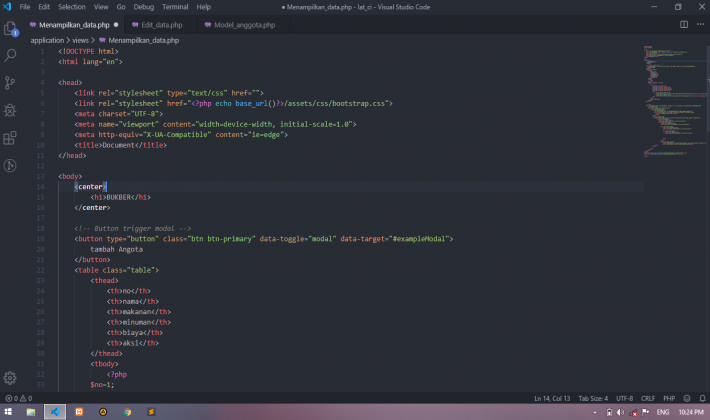 File Edit Selection View Go Debug Terminal Help
● Menampilkan_data.php - lat_ci - Visual Studio Code
Menampilkan_data.php ● Edit_data.php Model_anggota.php
application › views › Menampilkan_data.php
1 <!DOCTYPE html>
2 <html lang="en">
3
4 <head>
5 <link rel="stylesheet" type="text/css" href="">
6 <link rel="stylesheet" href="<?php echo base_url()?>/assets/css/bootstrap.css">
7 <meta charset="UTF-8">
8 <meta name="viewport" content="width=device-width, initial-scale=1.0">
9 <meta http-equiv="X-UA-Compatible" content="ie=edge">
10 <title>Document</title>
11 </head>
12
13 <body>
14 <center>
15 <h1>BUKBER</h1>
16 </center>
17
18 <!-- Button trigger modal -->
19 <button type="button" class="btn btn-primary" data-toggle="modal" data-target="#exampleModal">
20 tambah Angota
21 </button>
22 <table class="table">
23 <thead>
24 <th>no</th>
25 <th>nama</th>
26 <th>makanan</th>
27 <th>minuman</th>
28 <th>biaya</th>
29 <th>aksi</th>
30 </thead>
31 <tbody>
32 <?php
33 $no=1;
1
0 0
Ln 14, Col 13 Tab Size: 4 UTF-8 CRLF PHP
ENG 10:24 PM